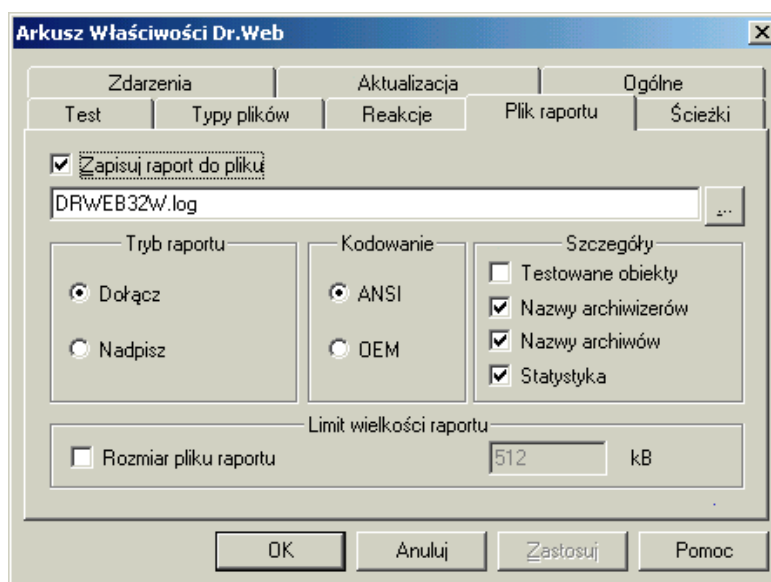 Arkusz Właściwości Dr.Web
Zdarzenia Aktualizacja Ogólne
Test Typy plików Reakcje Plik raportu Ścieżki
Zapisuj raport do pliku
DRWEB32W.log ...
Tryb raportu
Dołącz
Nadpisz
Kodowanie
ANSI
OEM
Szczegóły
Testowane obiekty
Nazwy archiwizerów
Nazwy archiwów
Statystyka
Limit wielkości raportu
Rozmiar pliku raportu 512 kB
OK Anuluj Zastosuj Pomoc